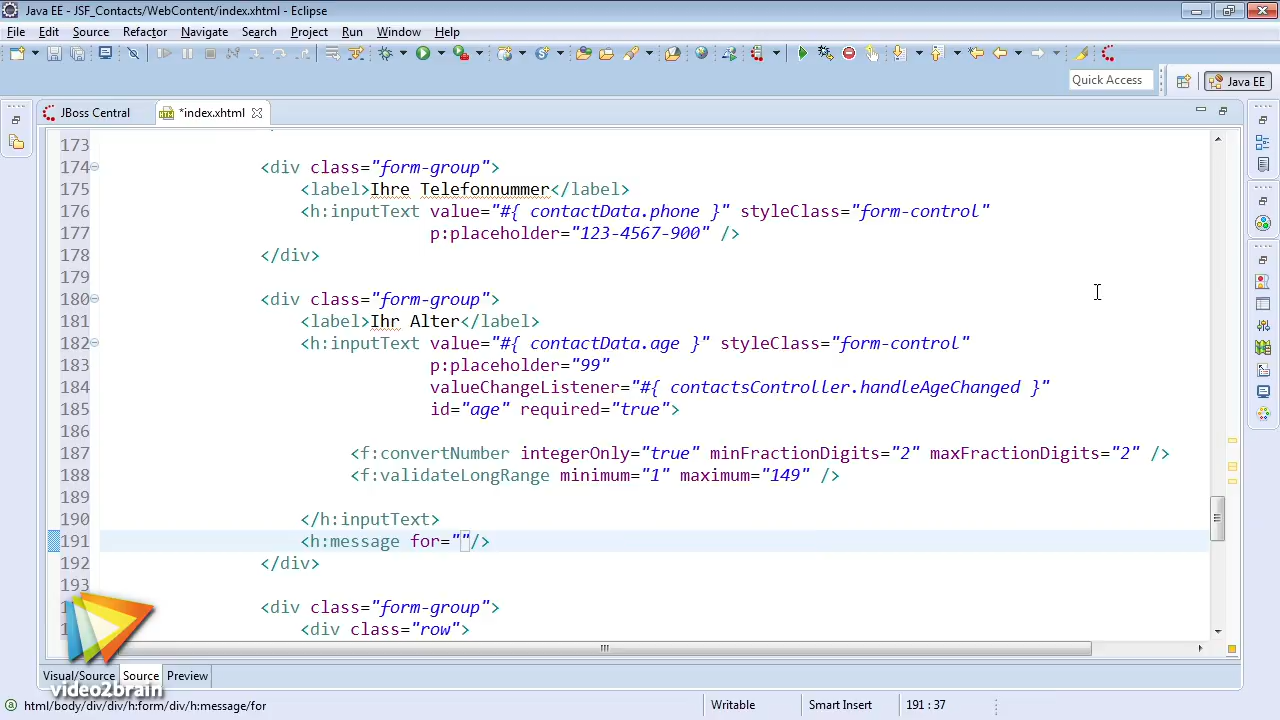 Java EE - JSF_Contacts/WebContent/index.xhtml - Eclipse
File Edit Source Refactor Navigate Search Project Run Window Help
Quick Access
Java EE
JBoss Central
*index.xhtml
173
174 <div class="form-group">
175 <label>Ihre Telefonnummer</label>
176 <h:inputText value="#{ contactData.phone }" styleClass="form-control"
177 p:placeholder="123-4567-900" />
178 </div>
179
180 <div class="form-group">
181 <label>Ihr Alter</label>
182 <h:inputText value="#{ contactData.age }" styleClass="form-control"
183 p:placeholder="99"
184 valueChangeListener="#{ contactsController.handleAgeChanged }"
185 id="age" required="true">
186
187 <f:convertNumber integerOnly="true" minFractionDigits="2" maxFractionDigits="2" />
188 <f:validateLongRange minimum="1" maximum="149" />
189
190 </h:inputText>
191 <h:message for=""/>
192 </div>
193
<div class="form-group">
<div class="row">
Visual/Source Source Preview
video2brain
html/body/div/div/h:form/div/h:message/for
Writable
Smart Insert
191 : 37